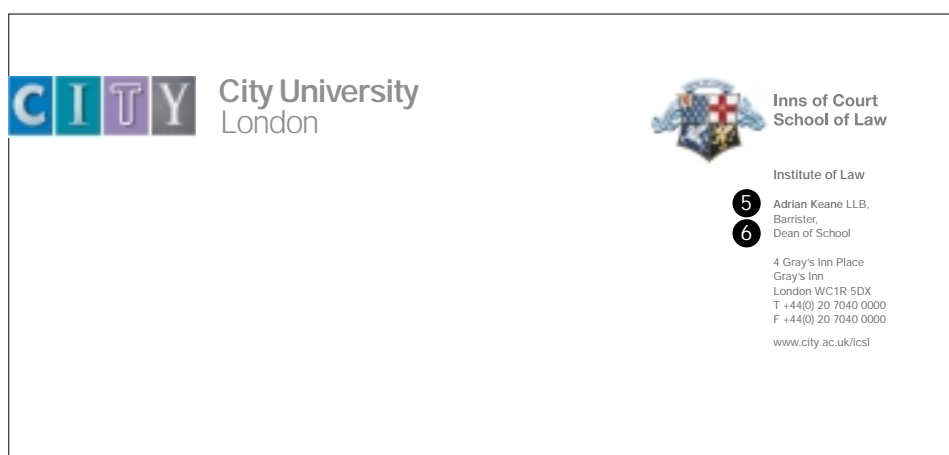 CITY
City University
London
Inns of Court
School of Law
Institute of Law
5
Adrian Keane LLB,
Barrister,
6
Dean of School
4 Gray's Inn Place
Gray's Inn
London WC1R 5DX
T +44(0) 20 7040 0000
F +44(0) 20 7040 0000
www.city.ac.uk/icsl